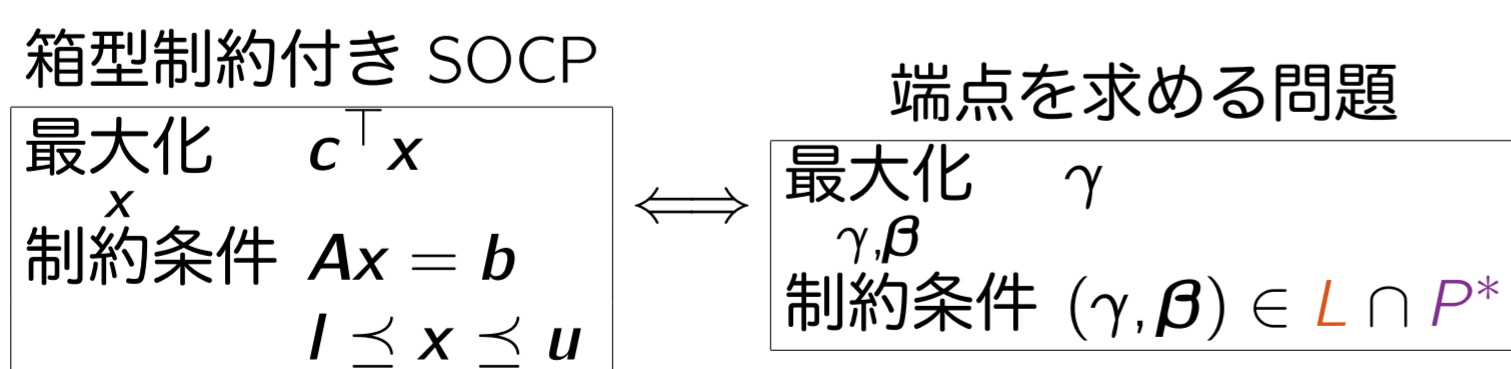 箱型制約付き SOCP
最大化 c⊤x
x
制約条件 Ax = b
l ⪯ x ⪯ u
⟺
端点を求める問題
最大化 γ
γ,β
制約条件 (γ, β) ∈ L ∩ P*